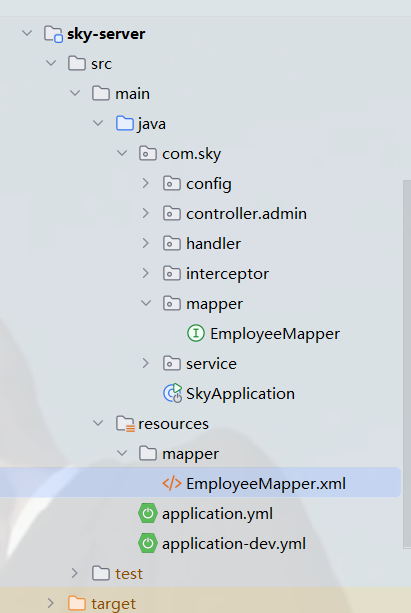 sky-server
src
main
java
com.sky
config
controller.admin
handler
interceptor
mapper
EmployeeMapper
service
SkyApplication
resources
mapper
EmployeeMapper.xml
application.yml
application-dev.yml
test
target